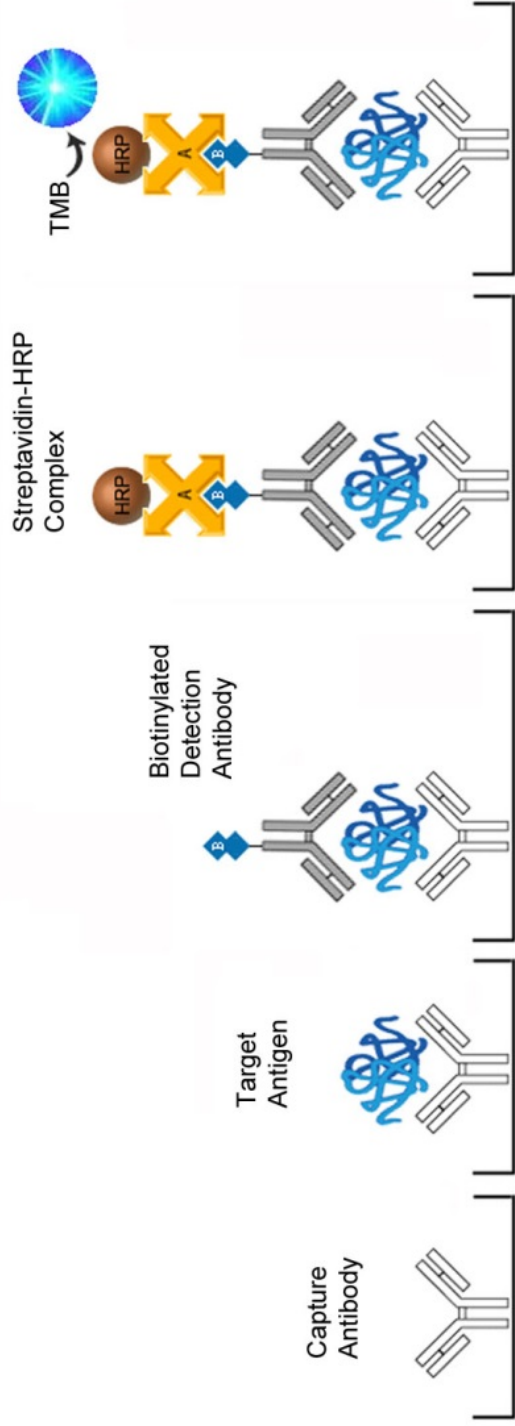 Capture
Antibody
Target
Antigen
B
Biotinylated
Detection
Antibody
HRP
A
B
Streptavidin-HRP
Complex
TMB
HRP
A
B